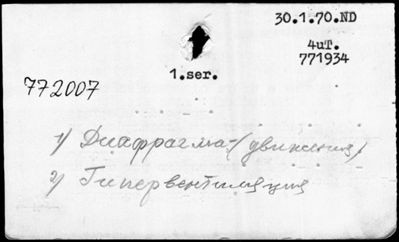 30.1.70.ND
4uT.
771934
1.ser.
772007
1) Диафрагма - (движения)
2) Гипервентиляция